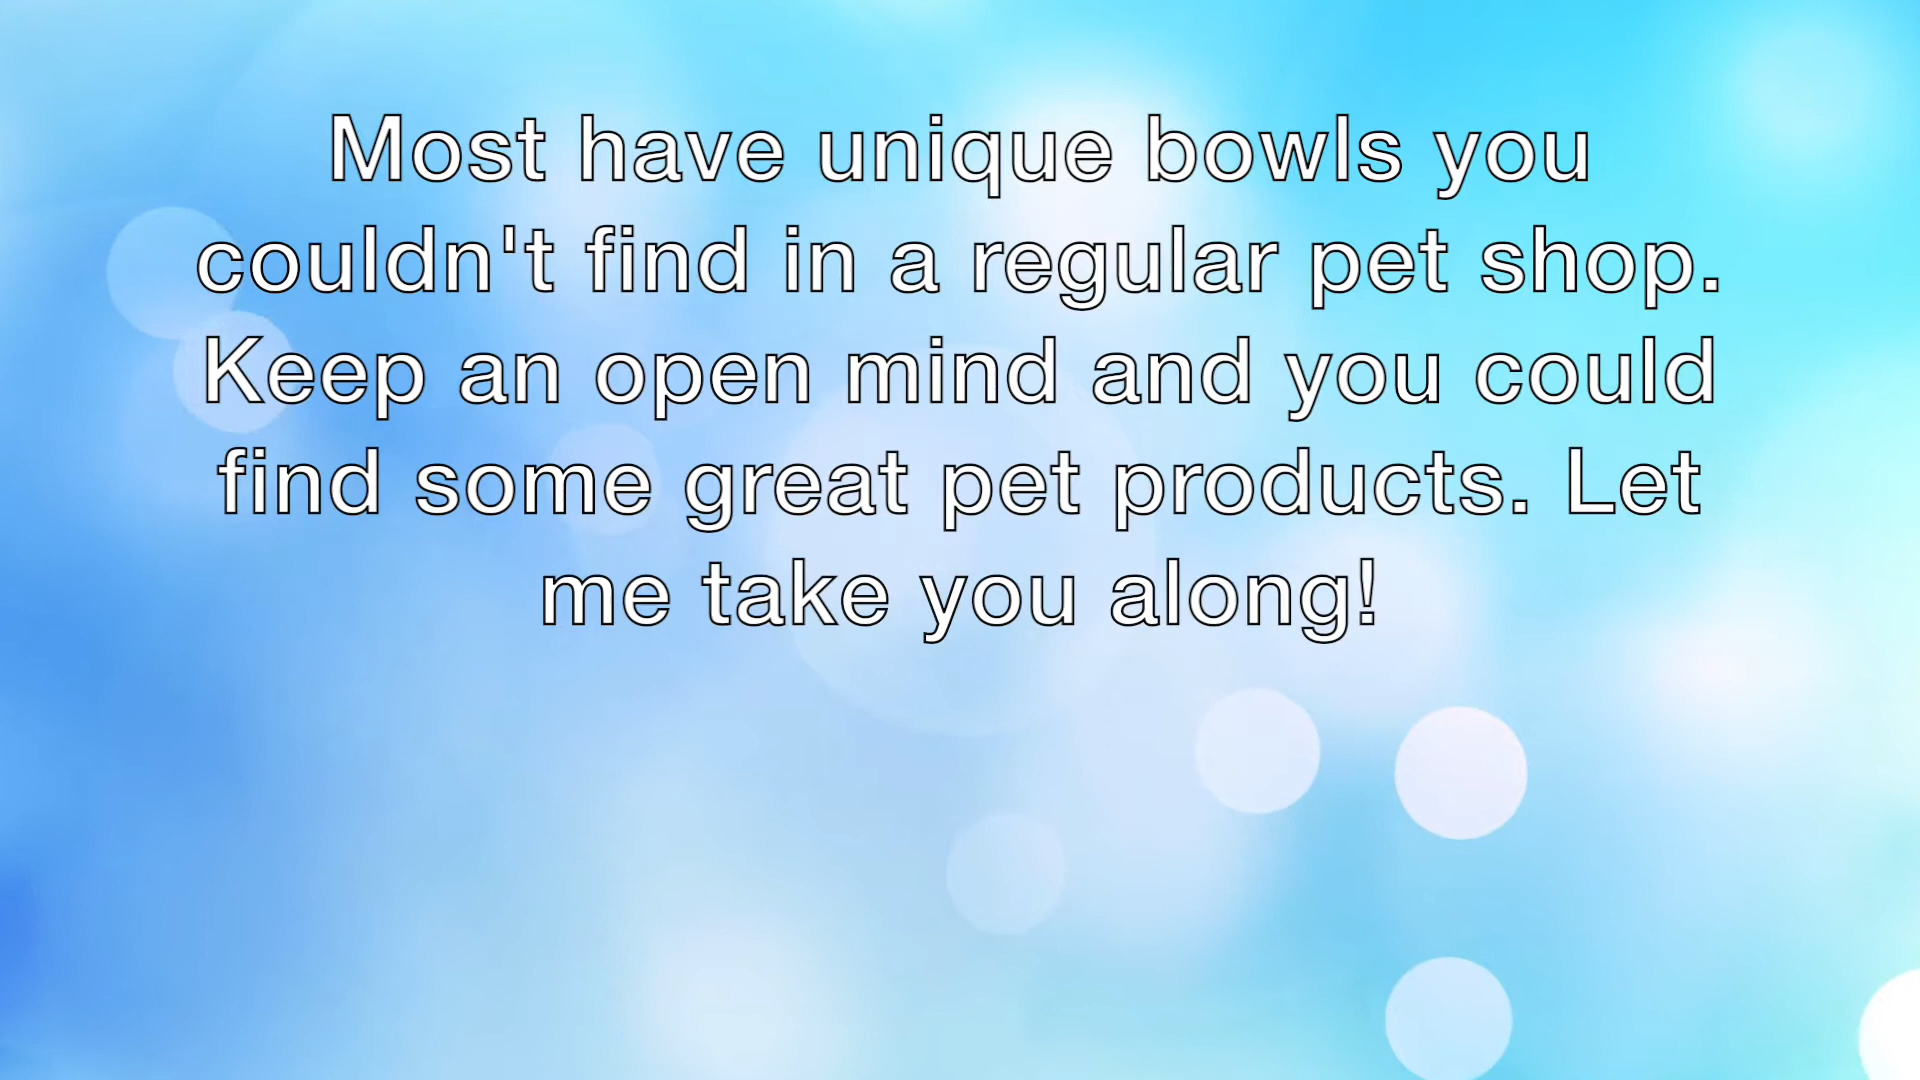 Most have unique bowls you
couldn't find in a regular pet shop.
Keep an open mind and you could
find some great pet products. Let
me take you along!